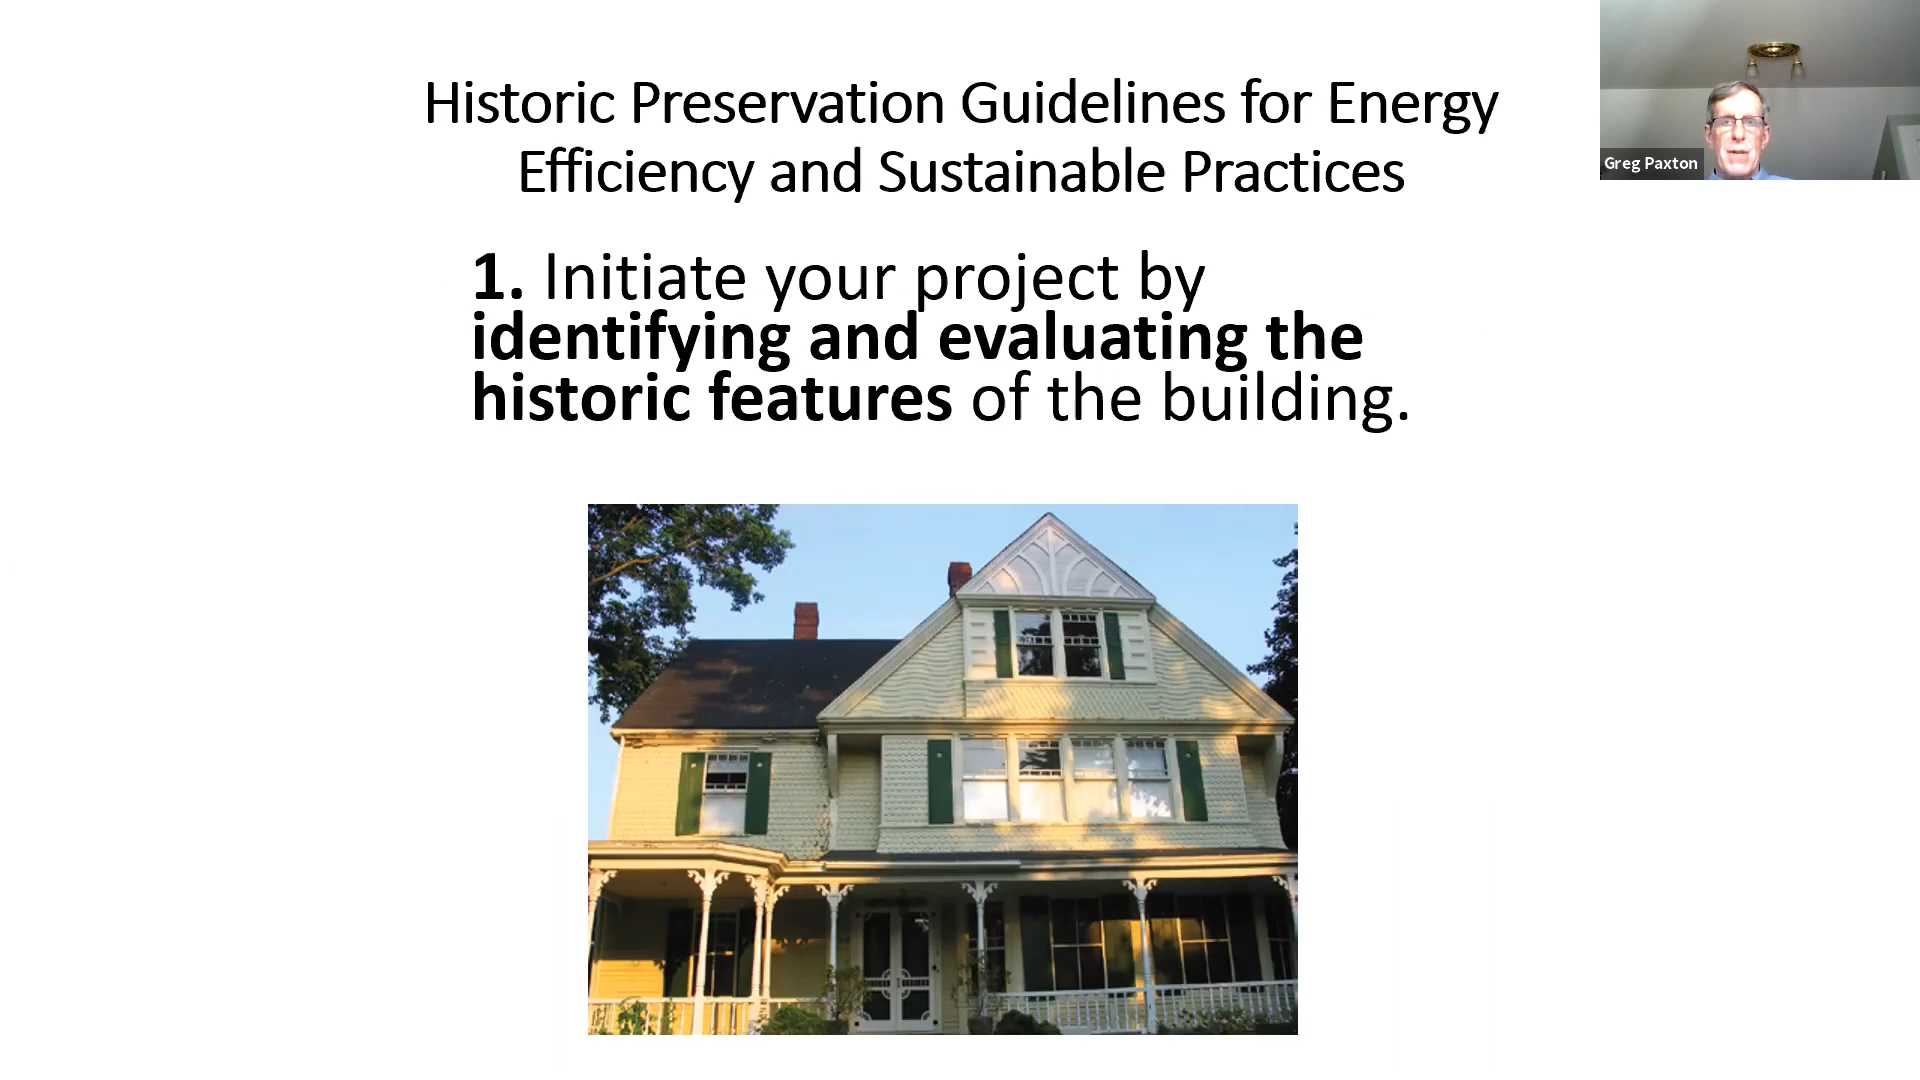 Historic Preservation Guidelines for Energy
Efficiency and Sustainable Practices
1. Initiate your project by
identifying and evaluating the
historic features of the building.
Greg Paxton